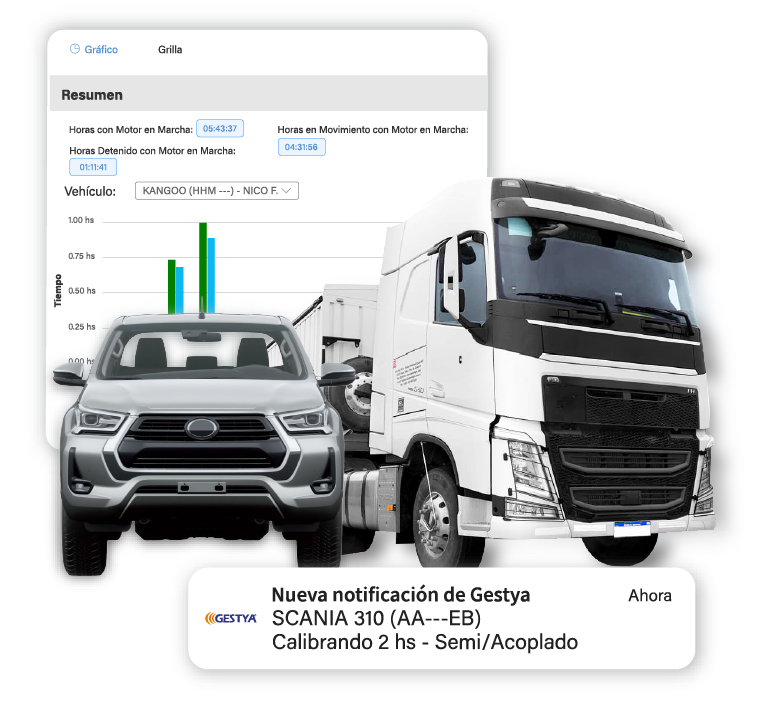 Gráfico Grilla
Resumen
Horas con Motor en Marcha: 05:43:37
Horas en Movimiento con Motor en Marcha:
04:31:56
Horas Detenido con Motor en Marcha:
01:11:41
Vehículo: KANGOO (HHM ---) - NICO F.
1.00 hs
0.75 hs
0.50 hs
0.25 hs
0.00 hs
Tiempo
FH
Nueva notificación de Gestya Ahora
GESTYA
SCANIA 310 (AA---EB)
Calibrando 2 hs - Semi/Acoplado